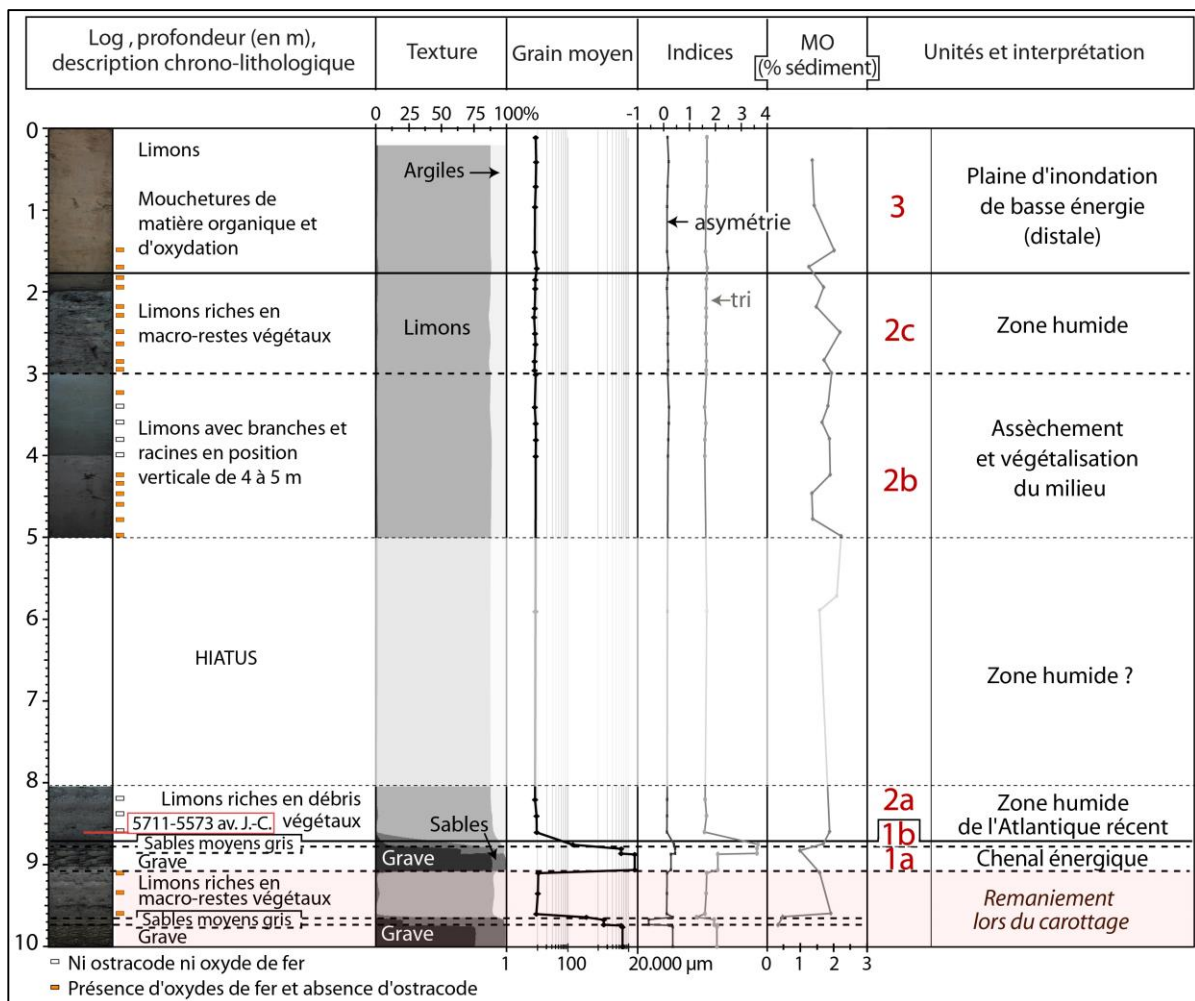 Log , profondeur (en m),
description chrono-lithologique
Texture
Grain moyen
Indices
MO
(% sédiment)
Unités et interprétation
0 25 50 75 100%
-1 0 1 2 3 4
0
1
2
3
4
5
6
7
8
9
10
Limons
Mouchetures de
matière organique et
d'oxydation
Argiles
asymétrie
3
Plaine d'inondation
de basse énergie
(distale)
Limons riches en
macro-restes végétaux
Limons
tri
2c
Zone humide
Limons avec branches et
racines en position
verticale de 4 à 5 m
2b
Assèchement
et végétalisation
du milieu
HIATUS
Zone humide ?
Limons riches en débris
végétaux
5711-5573 av. J.-C.
Sables
2a
Zone humide
de l'Atlantique récent
1b
Sables moyens gris
Grave
Grave
1a
Chenal énergique
Limons riches en
macro-restes végétaux
Remaniement
lors du carottage
Sables moyens gris
Grave
Grave
1 100 20.000 μm
0 1 2 3
Ni ostracode ni oxyde de fer
Présence d'oxydes de fer et absence d'ostracode